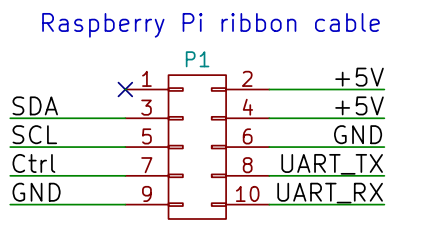 Raspberry Pi ribbon cable
P1
1 2 +5V
SDA 3 4 +5V
SCL 5 6 GND
Ctrl 7 8 UART_TX
GND 9 10 UART_RX